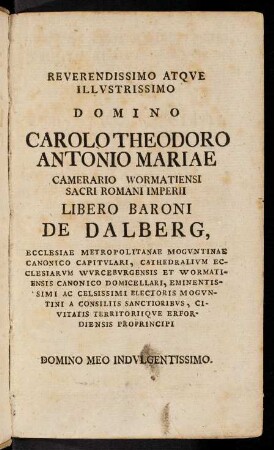 REVERENDISSIMO ATQVE
ILLVSTRISSIMO
DOMINO
CAROLO THEODORO
ANTONIO MARIAE
CAMERARIO WORMATIENSI
SACRI ROMANI IMPERII
LIBERO BARONI
DE DALBERG,
ECCLESIAE METROPOLITANAE MOGVNTINAE
CANONICO CAPITVLARI, CATHEDRALIVM EC-
CLESIARVM WVRCEBVRGENSIS ET WORMATI-
ENSIS CANONICO DOMICELLARI, EMINENTIS-
SIMI AC CELSISSIMI ELECTORIS MOGVN-
TINI A CONSILIIS SANCTIORIBVS, CI-
VITATIS TERRITORIIQVE ERFOR-
DIENSIS PROPRINCIPI
DOMINO MEO INDVLGENTISSIMO.